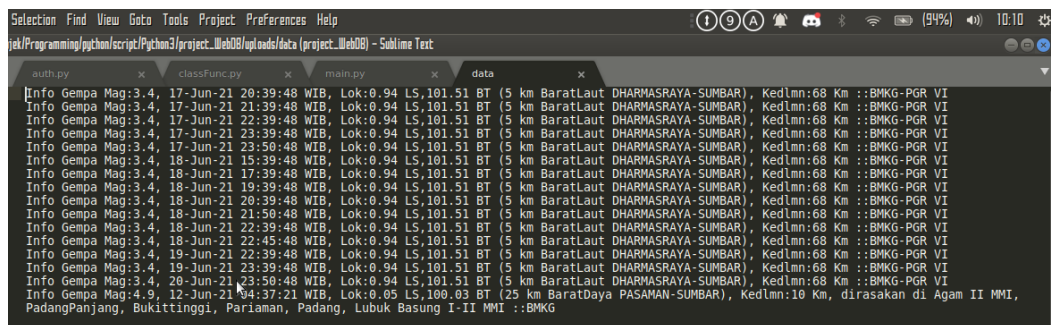 Selection Find View Goto Tools Project Preferences Help
1 9 A (94%) 10:10
jek/Programming/python/script/Python3/project_WebDB/uploads/data (project_WebDB) - Sublime Text
auth.py × classFunc.py × main.py × data ×
Info Gempa Mag:3.4, 17-Jun-21 20:39:48 WIB, Lok:0.94 LS,101.51 BT (5 km BaratLaut DHARMASRAYA-SUMBAR), Kedlmn:68 Km ::BMKG-PGR VI
Info Gempa Mag:3.4, 17-Jun-21 21:39:48 WIB, Lok:0.94 LS,101.51 BT (5 km BaratLaut DHARMASRAYA-SUMBAR), Kedlmn:68 Km ::BMKG-PGR VI
Info Gempa Mag:3.4, 17-Jun-21 22:39:48 WIB, Lok:0.94 LS,101.51 BT (5 km BaratLaut DHARMASRAYA-SUMBAR), Kedlmn:68 Km ::BMKG-PGR VI
Info Gempa Mag:3.4, 17-Jun-21 23:39:48 WIB, Lok:0.94 LS,101.51 BT (5 km BaratLaut DHARMASRAYA-SUMBAR), Kedlmn:68 Km ::BMKG-PGR VI
Info Gempa Mag:3.4, 17-Jun-21 23:50:48 WIB, Lok:0.94 LS,101.51 BT (5 km BaratLaut DHARMASRAYA-SUMBAR), Kedlmn:68 Km ::BMKG-PGR VI
Info Gempa Mag:3.4, 18-Jun-21 15:39:48 WIB, Lok:0.94 LS,101.51 BT (5 km BaratLaut DHARMASRAYA-SUMBAR), Kedlmn:68 Km ::BMKG-PGR VI
Info Gempa Mag:3.4, 18-Jun-21 17:39:48 WIB, Lok:0.94 LS,101.51 BT (5 km BaratLaut DHARMASRAYA-SUMBAR), Kedlmn:68 Km ::BMKG-PGR VI
Info Gempa Mag:3.4, 18-Jun-21 19:39:48 WIB, Lok:0.94 LS,101.51 BT (5 km BaratLaut DHARMASRAYA-SUMBAR), Kedlmn:68 Km ::BMKG-PGR VI
Info Gempa Mag:3.4, 18-Jun-21 20:39:48 WIB, Lok:0.94 LS,101.51 BT (5 km BaratLaut DHARMASRAYA-SUMBAR), Kedlmn:68 Km ::BMKG-PGR VI
Info Gempa Mag:3.4, 18-Jun-21 21:50:48 WIB, Lok:0.94 LS,101.51 BT (5 km BaratLaut DHARMASRAYA-SUMBAR), Kedlmn:68 Km ::BMKG-PGR VI
Info Gempa Mag:3.4, 18-Jun-21 22:39:48 WIB, Lok:0.94 LS,101.51 BT (5 km BaratLaut DHARMASRAYA-SUMBAR), Kedlmn:68 Km ::BMKG-PGR VI
Info Gempa Mag:3.4, 18-Jun-21 22:45:48 WIB, Lok:0.94 LS,101.51 BT (5 km BaratLaut DHARMASRAYA-SUMBAR), Kedlmn:68 Km ::BMKG-PGR VI
Info Gempa Mag:3.4, 19-Jun-21 22:39:48 WIB, Lok:0.94 LS,101.51 BT (5 km BaratLaut DHARMASRAYA-SUMBAR), Kedlmn:68 Km ::BMKG-PGR VI
Info Gempa Mag:3.4, 19-Jun-21 23:39:48 WIB, Lok:0.94 LS,101.51 BT (5 km BaratLaut DHARMASRAYA-SUMBAR), Kedlmn:68 Km ::BMKG-PGR VI
Info Gempa Mag:3.4, 20-Jun-21 23:50:48 WIB, Lok:0.94 LS,101.51 BT (5 km BaratLaut DHARMASRAYA-SUMBAR), Kedlmn:68 Km ::BMKG-PGR VI
Info Gempa Mag:4.9, 12-Jun-21 04:37:21 WIB, Lok:0.05 LS,100.03 BT (25 km BaratDaya PASAMAN-SUMBAR), Kedlmn:10 Km, dirasakan di Agam II MMI,
PadangPanjang, Bukittinggi, Pariaman, Padang, Lubuk Basung I-II MMI ::BMKG